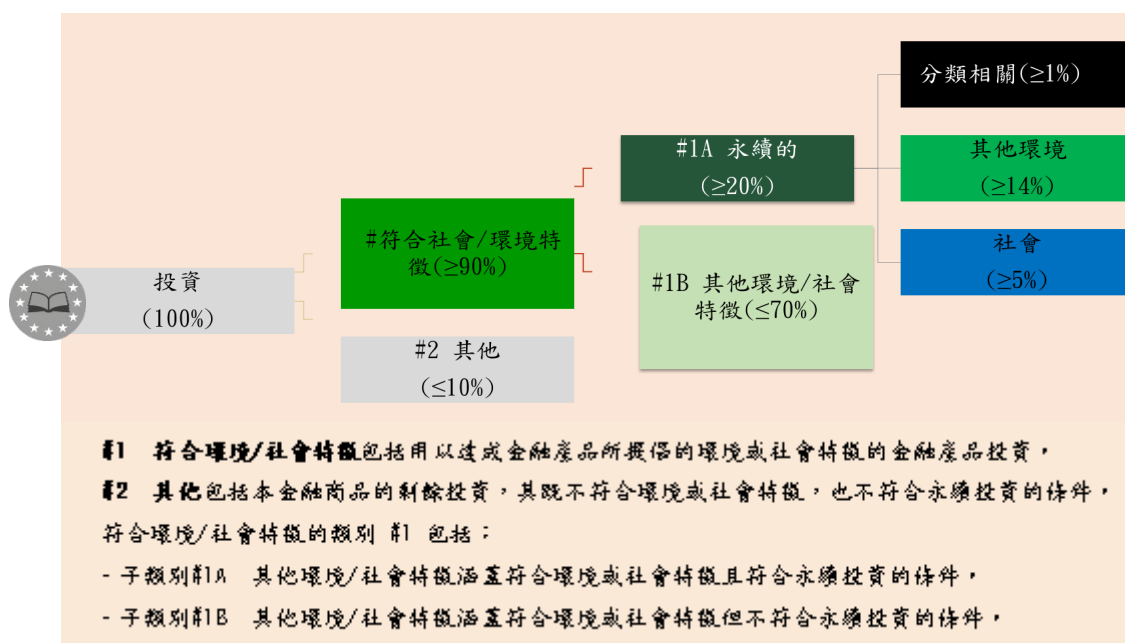 分類相關(≥1%)
#1A 永續的
(≥20%)
其他環境
(≥14%)
#符合社會/環境特
徵(≥90%)
#1B 其他環境/社會
特徵(≤70%)
社會
(≥5%)
投資
(100%)
#2 其他
(≤10%)
#1 符合環境/社會特徵包括用以達成金融產品所提倡的環境或社會特徵的金融產品投資，
#2 其他包括本金融商品的剩餘投資，其既不符合環境或社會特徵，也不符合永續投資的條件，
符合環境/社會特徵的類別 #1 包括：
- 子類別#1A 其他環境/社會特徵涵蓋符合環境或社會特徵且符合永續投資的條件，
- 子類別#1B 其他環境/社會特徵涵蓋符合環境或社會特徵但不符合永續投資的條件，